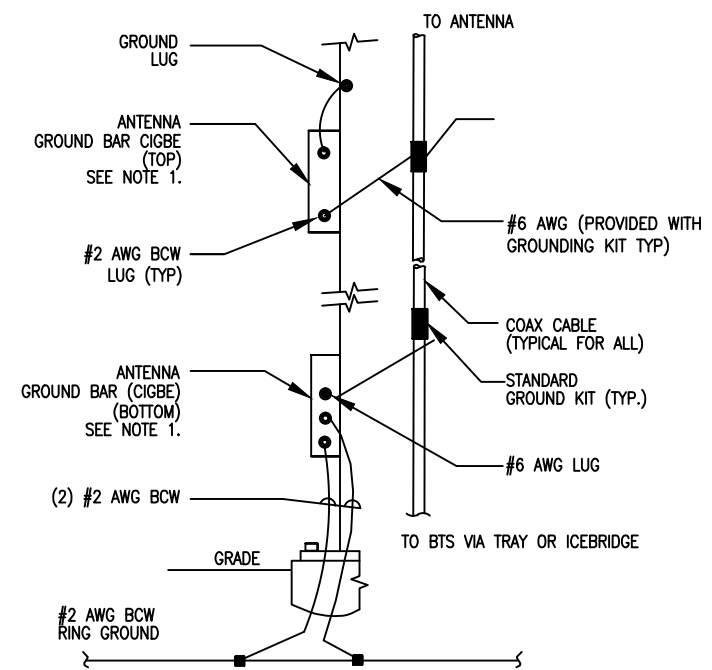 TO ANTENNA
GROUND
LUG
ANTENNA
GROUND BAR CIGBE
(TOP)
SEE NOTE 1.
#6 AWG (PROVIDED WITH
GROUNDING KIT TYP)
#2 AWG BCW
LUG (TYP)
COAX CABLE
(TYPICAL FOR ALL)
ANTENNA
GROUND BAR (CIGBE)
(BOTTOM)
SEE NOTE 1.
STANDARD
GROUND KIT (TYP.)
#6 AWG LUG
(2) #2 AWG BCW
TO BTS VIA TRAY OR ICEBRIDGE
GRADE
#2 AWG BCW
RING GROUND